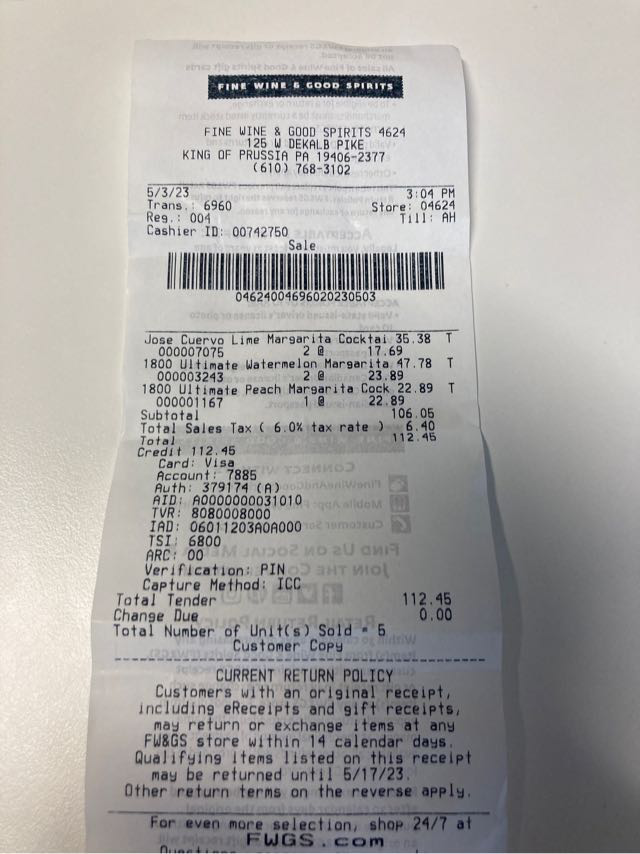 FINE WINE & GOOD SPIRITS
FINE WINE & GOOD SPIRITS 4624
125 W DEKALB PIKE
KING OF PRUSSIA PA 19406-2377
(610) 768-3102
5/3/23 3:04 PM
Trans.: 6960 Store: 04624
Reg.: 004 Till: AH
Cashier ID: 00742750
Sale
04624004696020230503
Jose Cuervo Lime Margarita Cocktai 35.38 T
000007075 2 @ 17.69
1800 Ultimate Watermelon Margarita 47.78 T
000003243 2 @ 23.89
1800 Ultimate Peach Margarita Cock 22.89 T
000001167 1 @ 22.89
Subtotal 106.05
Total Sales Tax ( 6.0% tax rate ) 6.40
Total 112.45
Credit 112.45
Card: Visa
Account: 7885
Auth: 379174 (A)
AID: A0000000031010
TVR: 8080008000
IAD: 06011203A0A000
TSI: 6800
ARC: 00
Verification: PIN
Capture Method: ICC
Total Tender 112.45
Change Due 0.00
Total Number of Unit(s) Sold = 5
Customer Copy
CURRENT RETURN POLICY
Customers with an original receipt,
including eReceipts and gift receipts,
may return or exchange items at any
FW&GS store within 14 calendar days.
Qualifying items listed on this receipt
may be returned until 5/17/23.
Other return terms on the reverse apply.
For even more selection, shop 24/7 at
FWGS.com